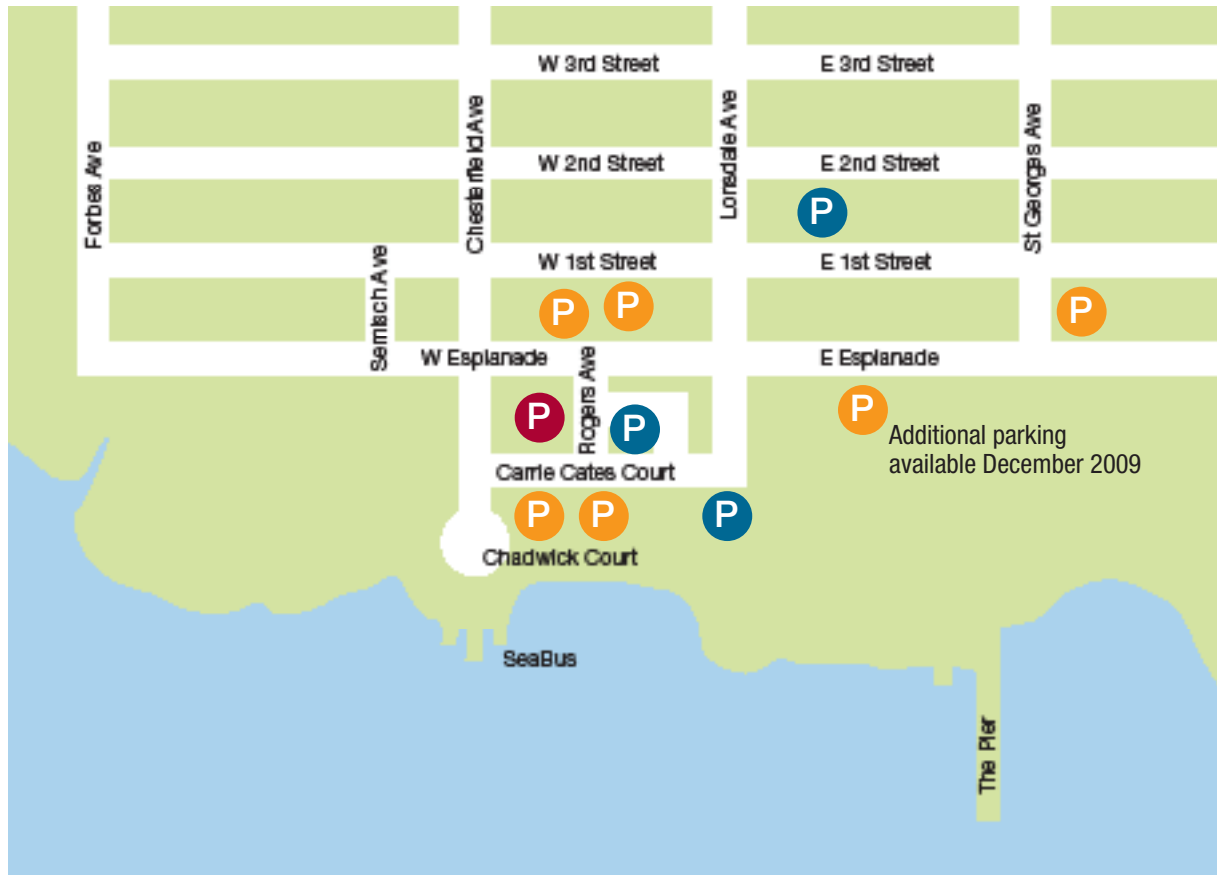 W 3rd Street
E 3rd Street
Forbes Ave
Chesterfield Ave
Lonsdale Ave
St Georges Ave
W 2nd Street
E 2nd Street
P
W 1st Street
E 1st Street
Semisch Ave
P
P
P
W Esplanade
E Esplanade
Rogers Ave
P
P
P
Additional parking
available December 2009
Carrie Cates Court
P
P
P
Chadwick Court
SeaBus
The Pier